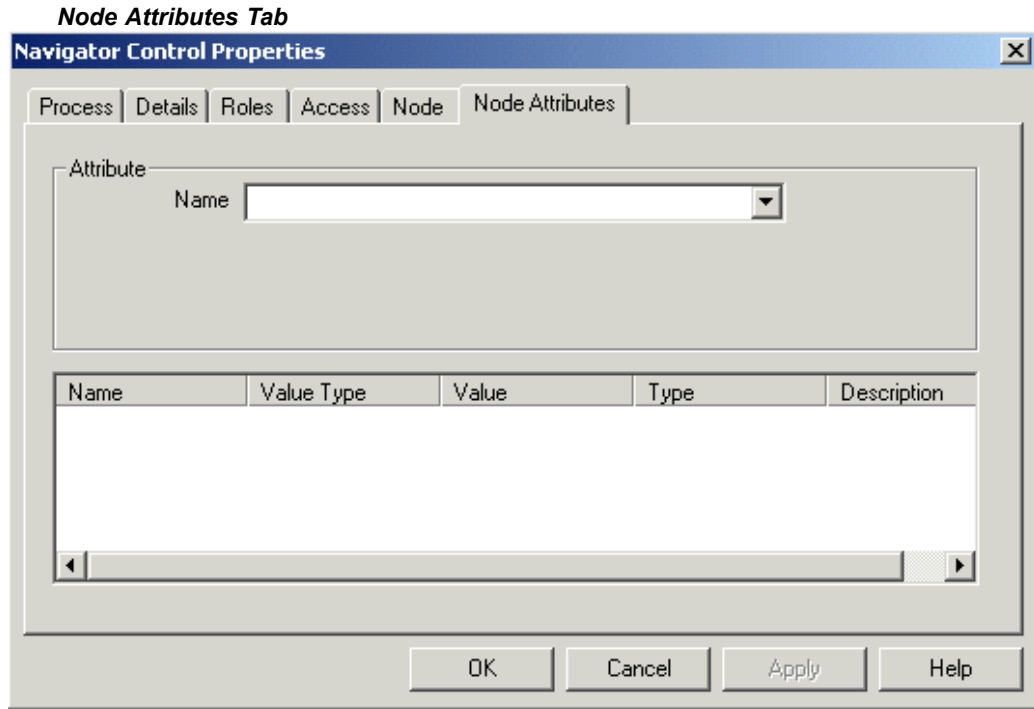 Node Attributes Tab
Navigator Control Properties
Process Details Roles Access Node Node Attributes
Attribute
Name
Name Value Type Value Type Description
OK Cancel Apply Help